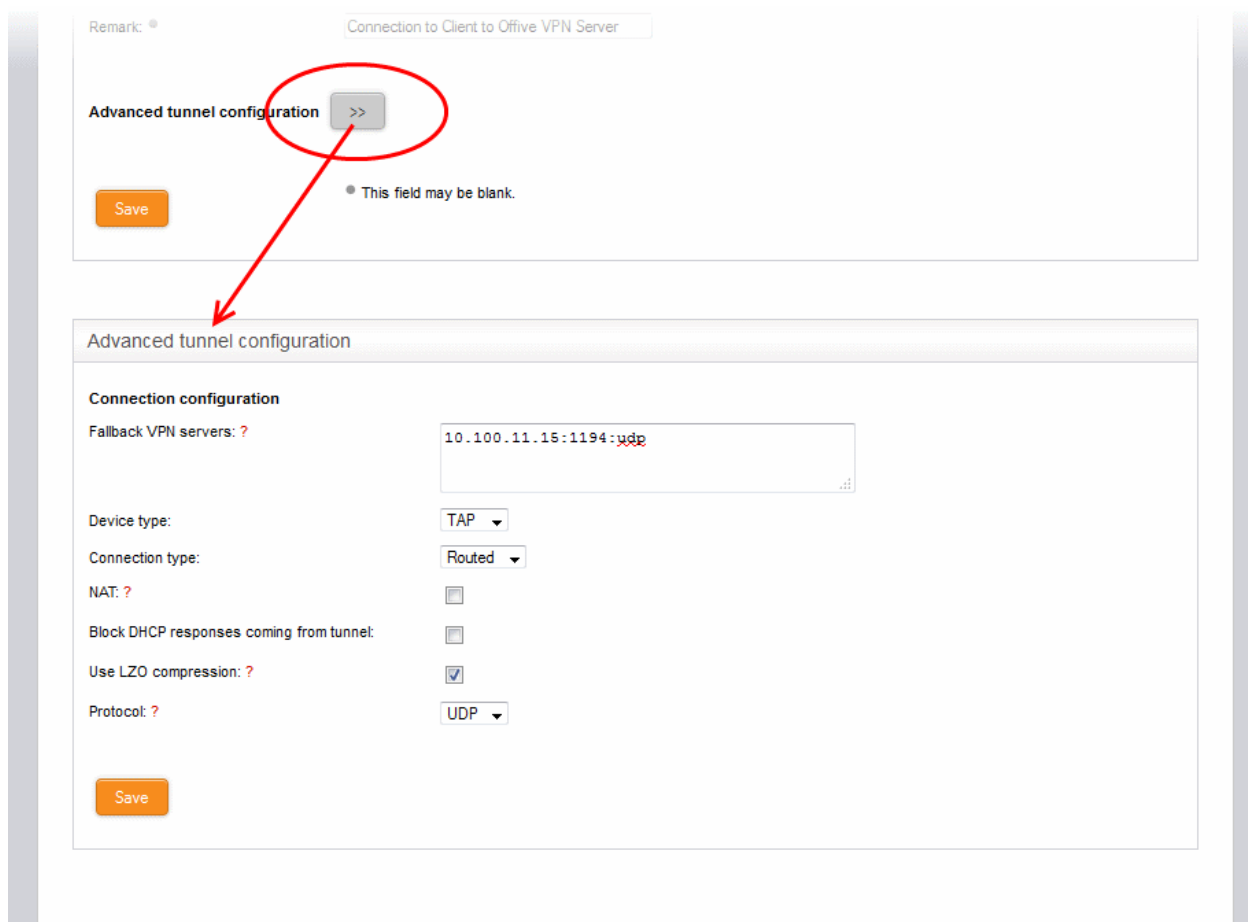 Remark:
Connection to Client to Offive VPN Server
Advanced tunnel configuration >>
This field may be blank.
Save
Advanced tunnel configuration
Connection configuration
Fallback VPN servers: ? 10.100.11.15:1194:udp
Device type: TAP
Connection type: Routed
NAT: ?
Block DHCP responses coming from tunnel:
Use LZO compression: ?
Protocol: ? UDP
Save